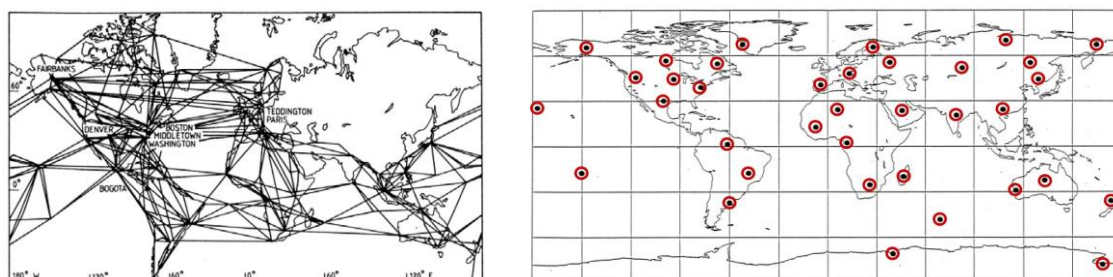 FAIRBANKS
60°
TEDDINGTON
PARIS
DENVER
BOSTON
MIDDLETOWN
WASHINGTON
0°
BOGOTA
180° W
120°
60°
0°
60°
120° E